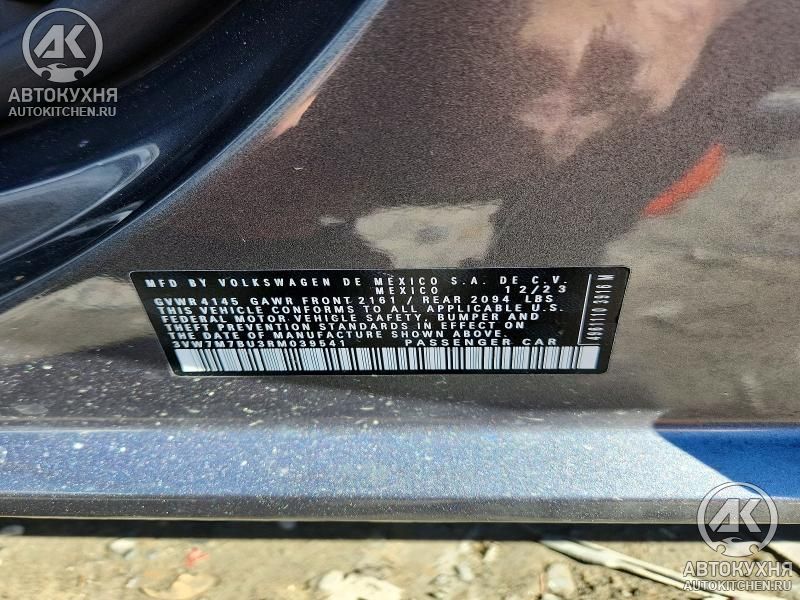 AK
АВТОКУХНЯ
AUTOKITCHEN.RU
MFD BY VOLKSWAGEN DE MEXICO S.A. DE C.V.
MEXICO 12/23
GVWR 4145 GAWR FRONT 2161 / REAR 2094 LBS
THIS VEHICLE CONFORMS TO ALL APPLICABLE U.S.
FEDERAL MOTOR VEHICLE SAFETY, BUMPER AND
THEFT PREVENTION STANDARDS IN EFFECT ON
THE DATE OF MANUFACTURE SHOWN ABOVE.
3VW7M7BU3RM039541 PASSENGER CAR
AK
АВТОКУХНЯ
AUTOKITCHEN.RU